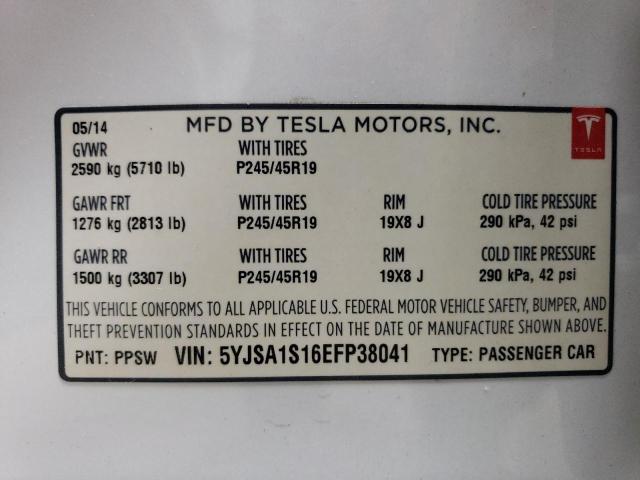 05/14 MFD BY TESLA MOTORS, INC.
GVWR WITH TIRES
2590 kg (5710 lb) P245/45R19
TESLA
GAWR FRT WITH TIRES RIM COLD TIRE PRESSURE
1276 kg (2813 lb) P245/45R19 19X8 J 290 kPa, 42 psi
GAWR RR WITH TIRES RIM COLD TIRE PRESSURE
1500 kg (3307 lb) P245/45R19 19X8 J 290 kPa, 42 psi
THIS VEHICLE CONFORMS TO ALL APPLICABLE U.S. FEDERAL MOTOR VEHICLE SAFETY, BUMPER, AND
THEFT PREVENTION STANDARDS IN EFFECT ON THE DATE OF MANUFACTURE SHOWN ABOVE.
PNT: PPSW VIN: 5YJSA1S16EFP38041 TYPE: PASSENGER CAR